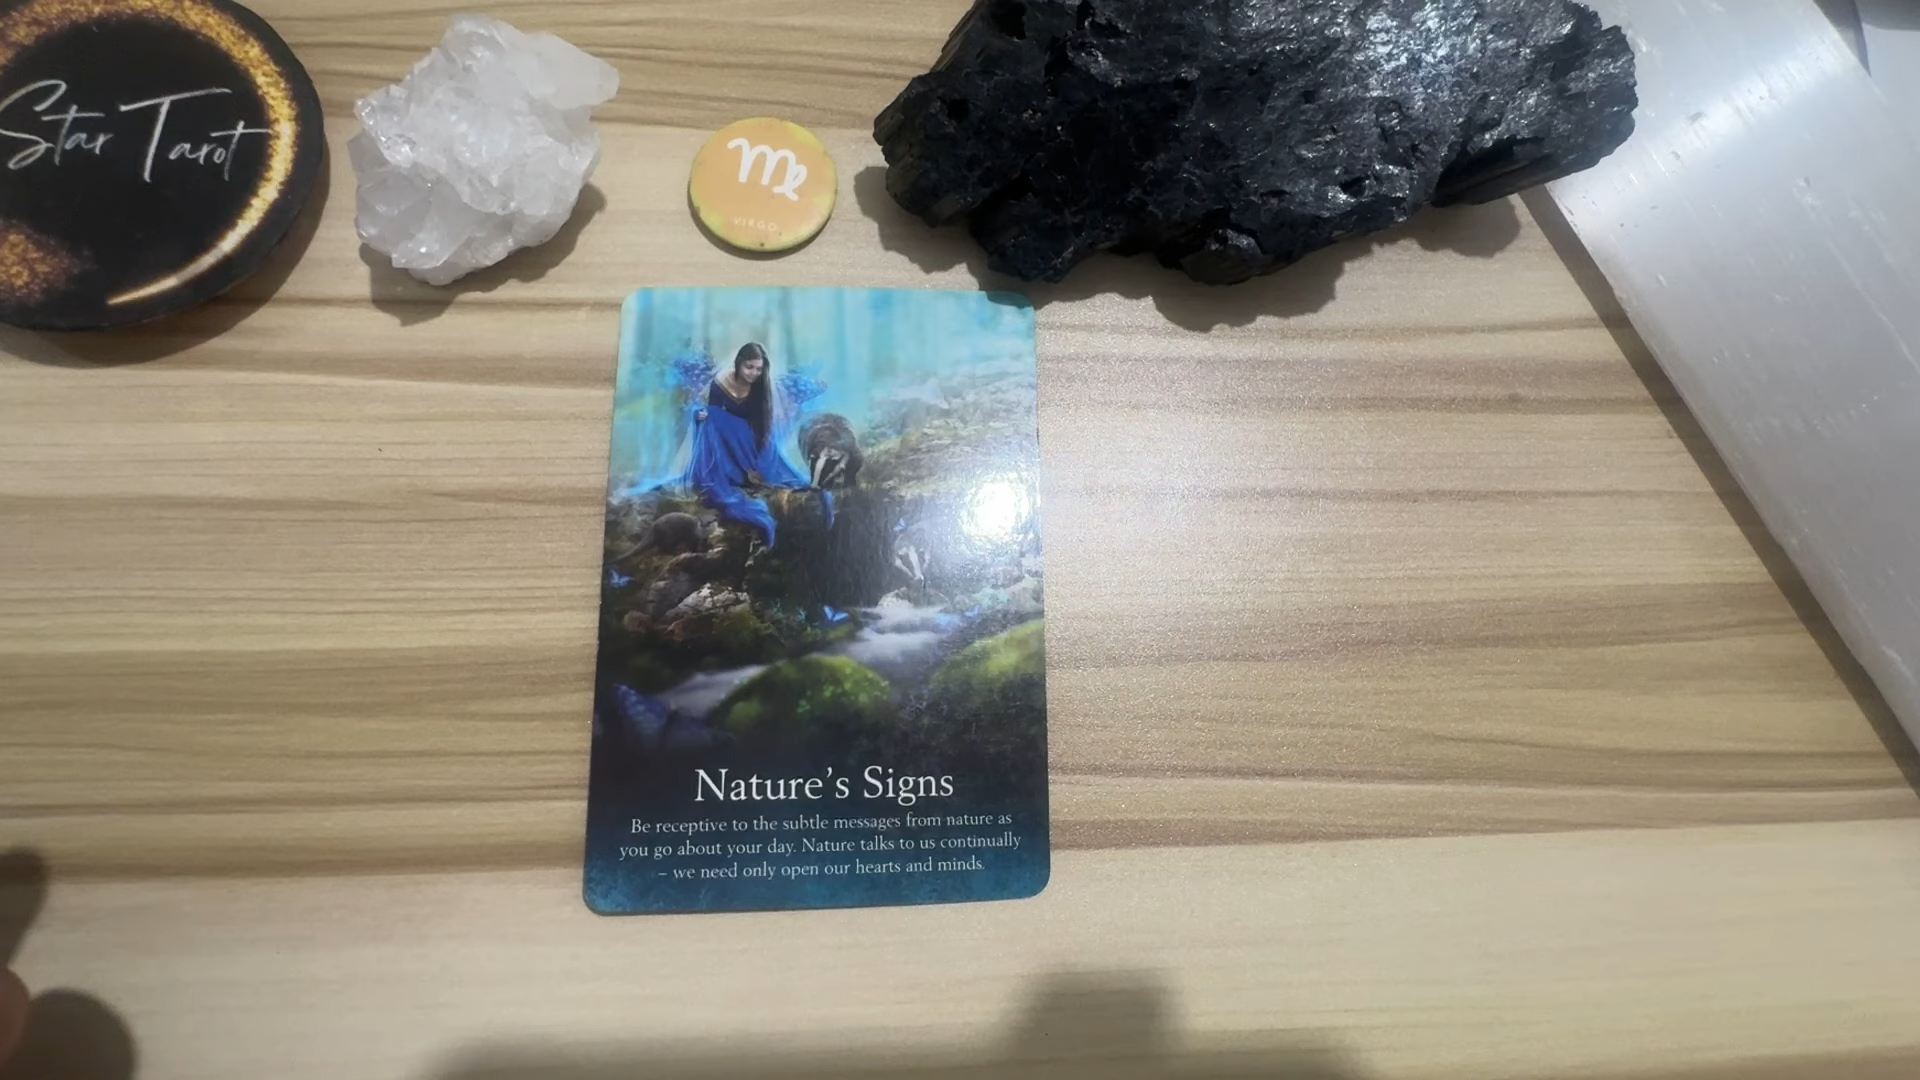 Star Tarot
VIRGO
Nature's Signs
Be receptive to the subtle messages from nature as
you go about your day. Nature talks to us continually
– we need only open our hearts and minds.